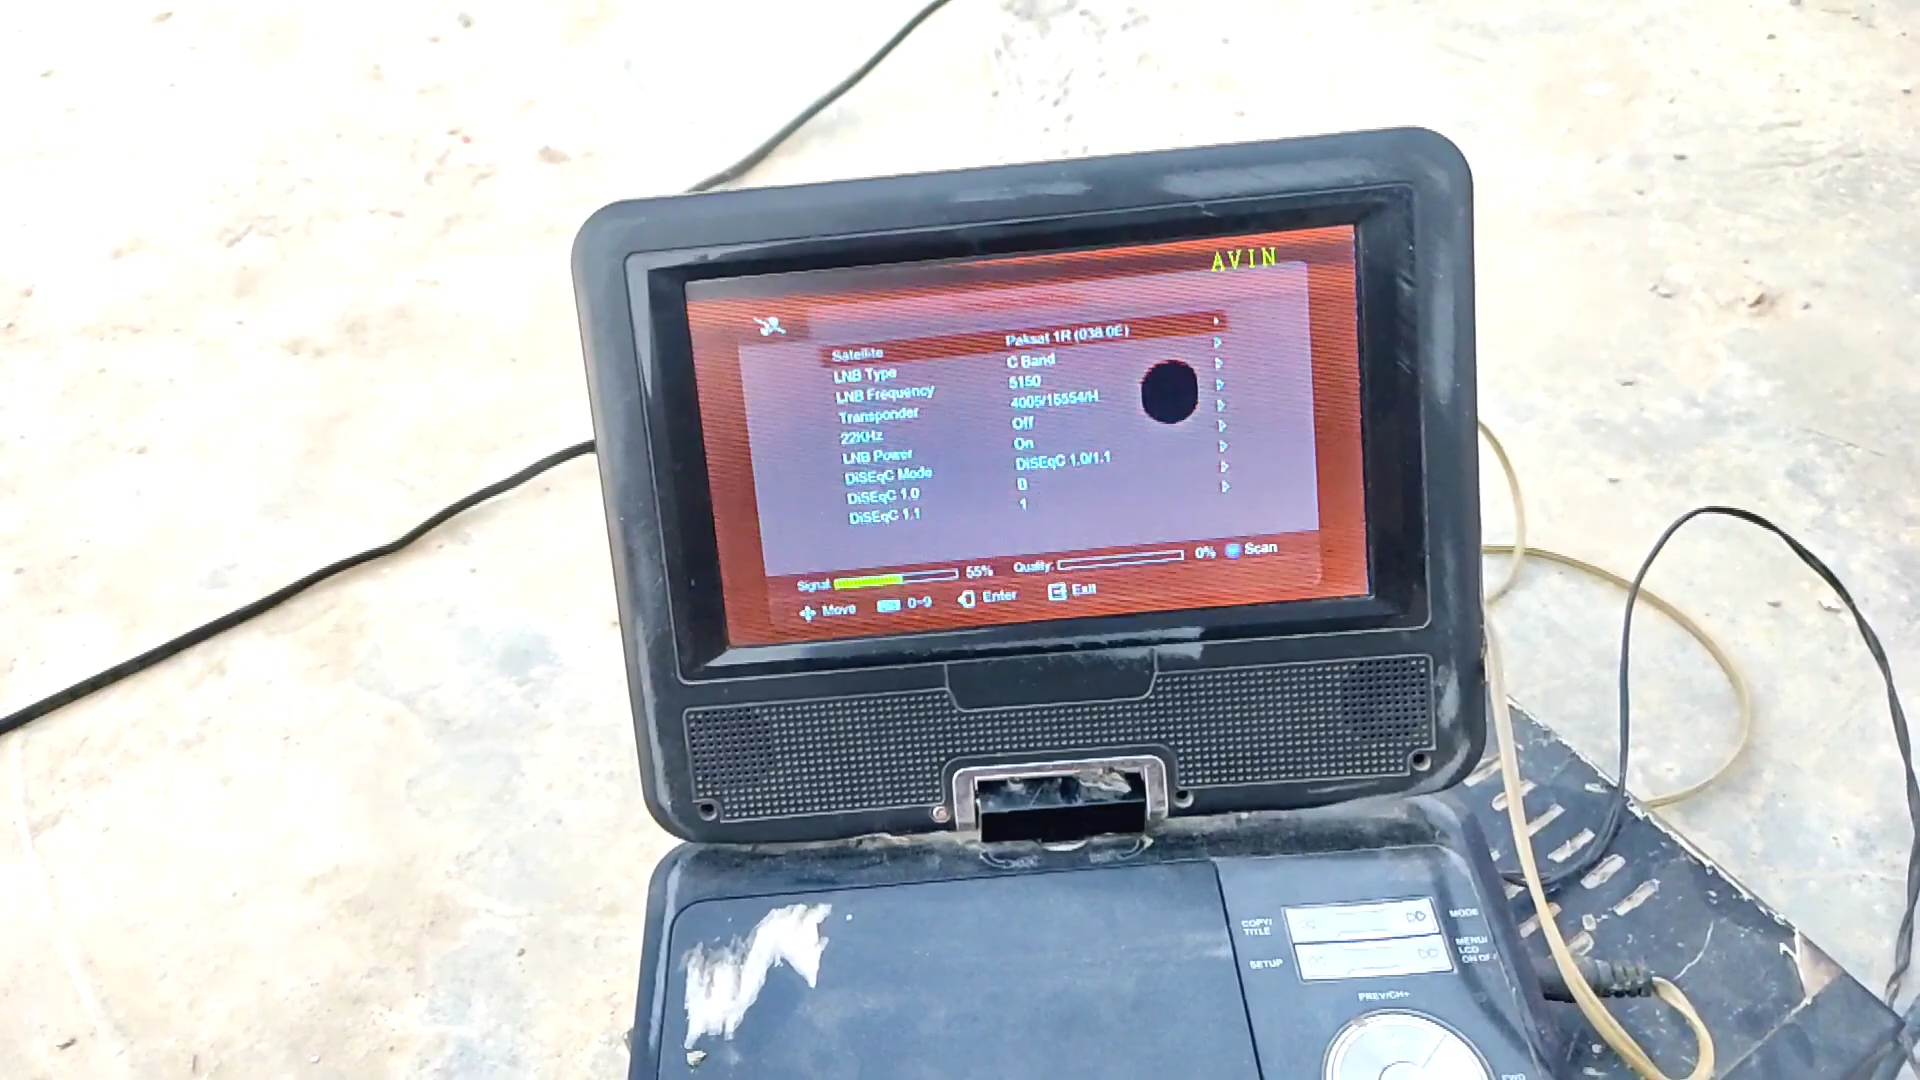 AVIN
Satellite Paksat 1R (038.0E)
LNB Type C Band
LNB Frequency 5150
Transponder 4005/15554/H
22KHz Off
LNB Power On
DiSEqC Mode DiSEqC 1.0/1.1
DiSEqC 1.0
DiSEqC 1.1 1
Signal 55% Quality: 0% Scan
Move 0~9 Enter Exit
COPY/
TITLE
MODE
SETUP
MENU/
LCD
ON OFF
PREV/CH+
FWD